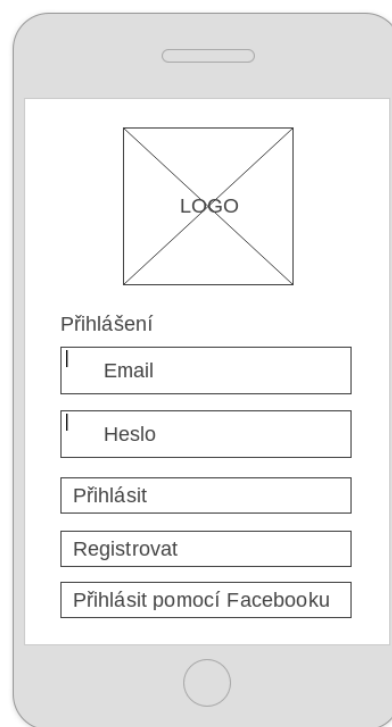 LOGO
Přihlášení
Email
Heslo
Přihlásit
Registrovat
Přihlásit pomocí Facebooku